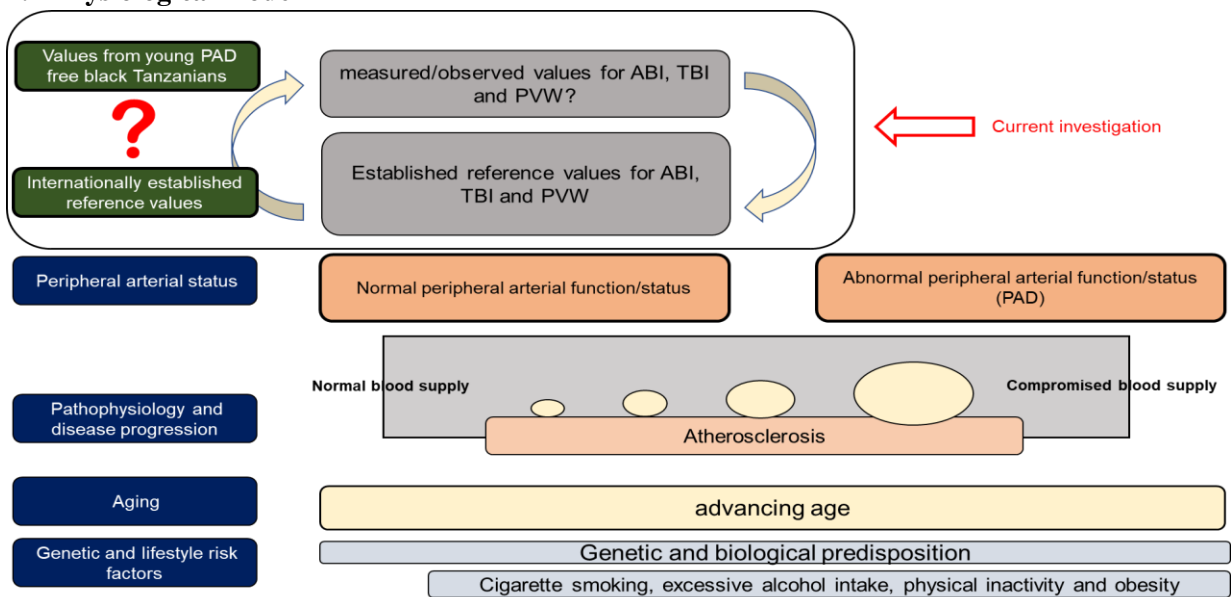 Values from young PAD
free black Tanzanians
measured/observed values for ABI, TBI
and PVW?
?
Current investigation
Internationally established
reference values
Established reference values for ABI,
TBI and PVW
Peripheral arterial status
Normal peripheral arterial function/status
Abnormal peripheral arterial function/status
(PAD)
Normal blood supply
Compromised blood supply
Pathophysiology and
disease progression
Atherosclerosis
Aging
advancing age
Genetic and lifestyle risk
factors
Genetic and biological predisposition
Cigarette smoking, excessive alcohol intake, physical inactivity and obesity